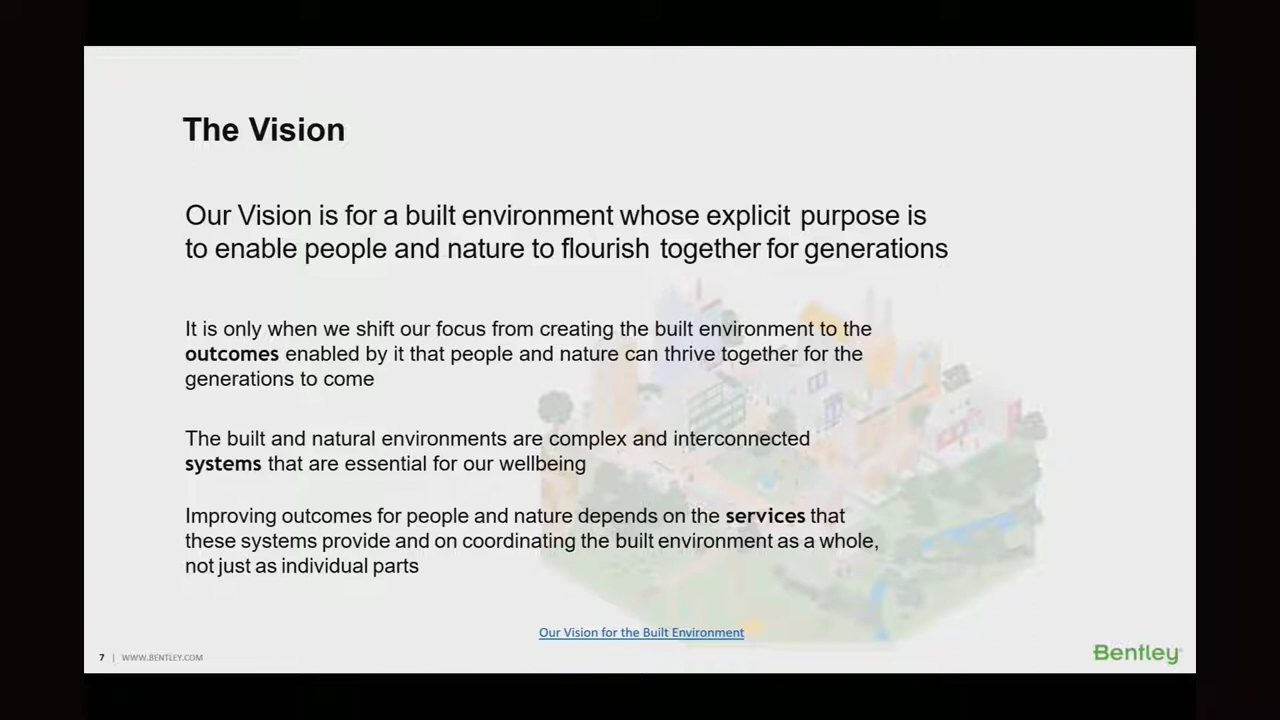 The Vision
Our Vision is for a built environment whose explicit purpose is
to enable people and nature to flourish together for generations
It is only when we shift our focus from creating the built environment to the
outcomes enabled by it that people and nature can thrive together for the
generations to come
The built and natural environments are complex and interconnected
systems that are essential for our wellbeing
Improving outcomes for people and nature depends on the services that
these systems provide and on coordinating the built environment as a whole,
not just as individual parts
Our Vision for the Built Environment
7 | WWW.BENTLEY.COM
Bentley